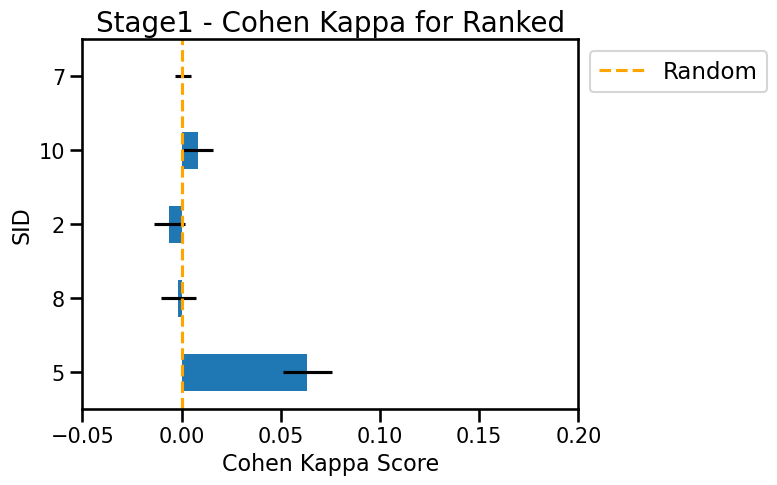 Stage1 - Cohen Kappa for Ranked
Random
7
10
2
8
5
SID
−0.05
0.00
0.05
0.10
0.15
0.20
Cohen Kappa Score